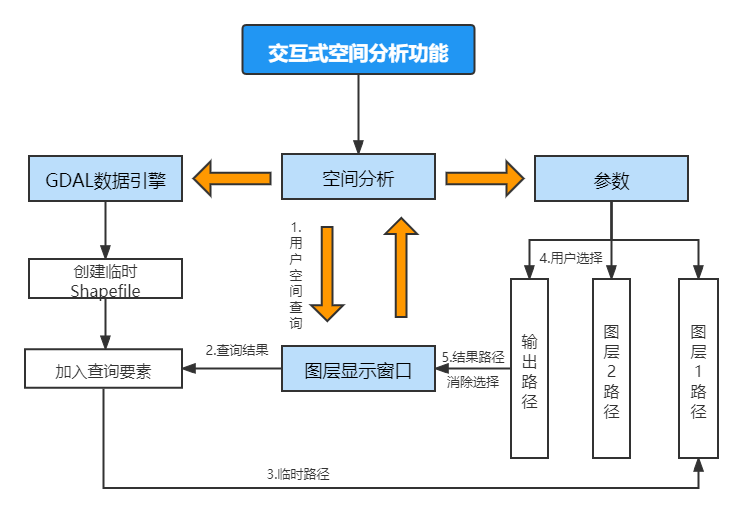 交互式空间分析功能
GDAL数据引擎
空间分析
参数
1.用户空间查询
4.用户选择
创建临时
Shapefile
输出路径
图层2路径
图层1路径
2.查询结果
5.结果路径
加入查询要素
图层显示窗口
消除选择
3.临时路径